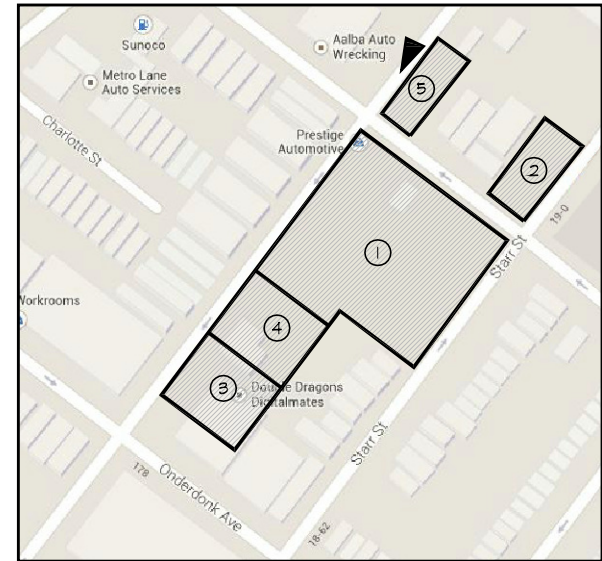 Sunoco
Aalba Auto
Wrecking
Metro Lane
Auto Services
5
Charlotte St
Prestige
Automotive
2
19-0
1
Starr St
Workrooms
4
3
Double Dragons
Digitalmates
Starr St
178
Onderdonk Ave
18-62